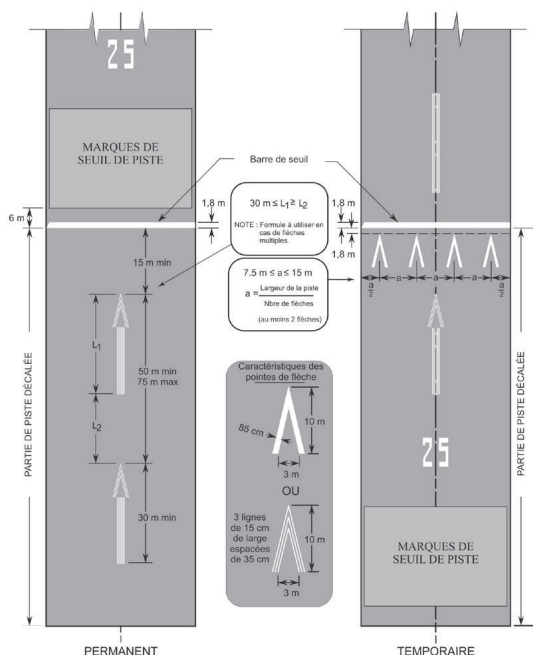 25
MARQUES DE
SEUIL DE PISTE
6 m
Barre de seuil
1,8 m
1,8 m
1,8 m
30 m ≤ L1 ≥ L2
NOTE : Formule à utiliser en
cas de flèches
multiples.
15 m min
7.5 m ≤ a ≤ 15 m
a = Largeur de la piste
Nbre de flèches
(au moins 2 flèches)
a
2
a
a
a
a
2
L1
L2
50 m min
75 m max
30 m min
PARTIE DE PISTE DÉCALÉE
Caractéristiques des
pointes de flèche
85 cm
10 m
3 m
OU
3 lignes
de 15 cm
de large
espacées
de 35 cm
10 m
3 m
25
MARQUES DE
SEUIL DE PISTE
PARTIE DE PISTE DÉCALÉE
PERMANENT
TEMPORAIRE